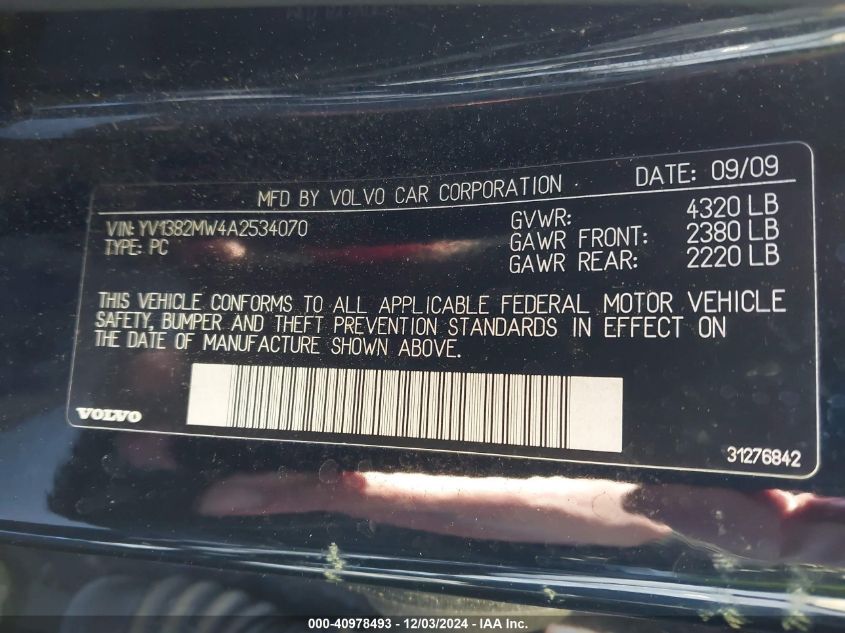 MFD BY VOLVO CAR CORPORATION DATE: 09/09
VIN: YV1382MW4A2534070 GVWR: 4320 LB
TYPE: PC GAWR FRONT: 2380 LB
GAWR REAR: 2220 LB
THIS VEHICLE CONFORMS TO ALL APPLICABLE FEDERAL MOTOR VEHICLE
SAFETY, BUMPER AND THEFT PREVENTION STANDARDS IN EFFECT ON
THE DATE OF MANUFACTURE SHOWN ABOVE.
VOLVO
31276842
000-40978493 - 12/03/2024 - IAA Inc.